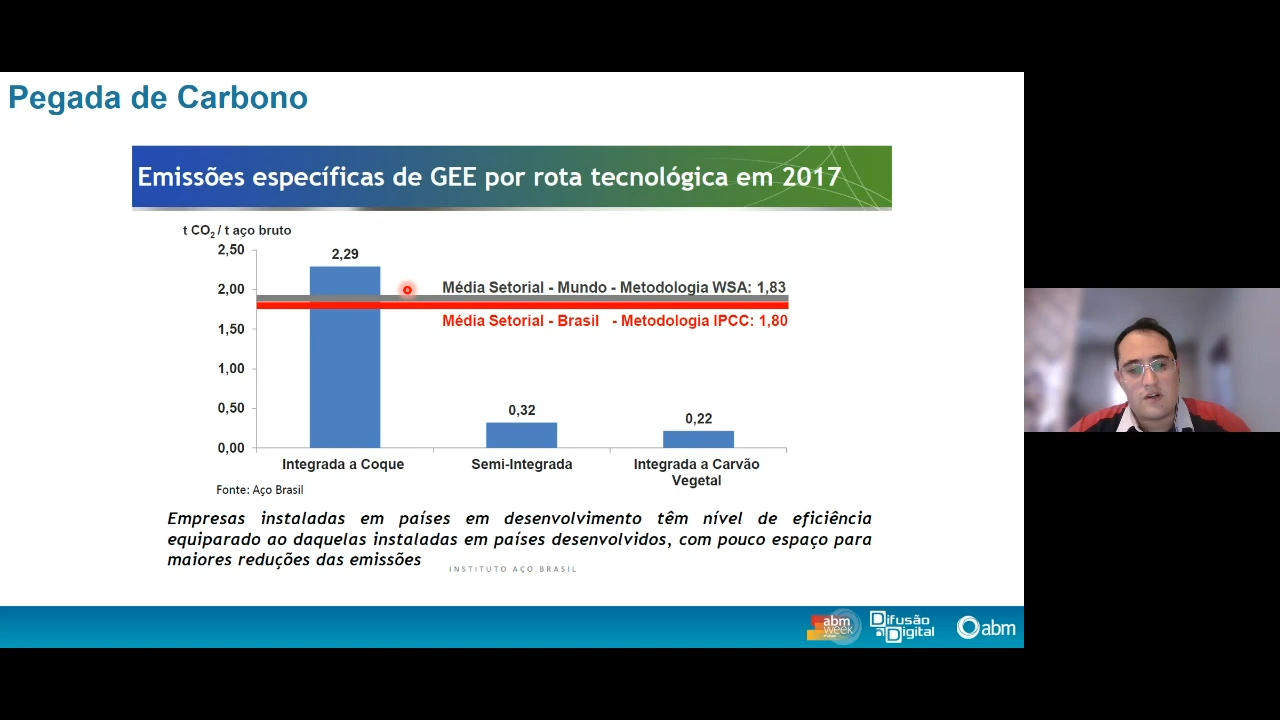 Pegada de Carbono
Emissões específicas de GEE por rota tecnológica em 2017
t CO2 / t aço bruto
2,50
2,00
1,50
1,00
0,50
0,00
2,29
0,32
0,22
Média Setorial - Mundo - Metodologia WSA: 1,83
Média Setorial - Brasil - Metodologia IPCC: 1,80
Integrada a Coque
Semi-Integrada
Integrada a Carvão
Vegetal
Fonte: Aço Brasil
Empresas instaladas em países em desenvolvimento têm nível de eficiência
equiparado ao daquelas instaladas em países desenvolvidos, com pouco espaço para
maiores reduções das emissões
INSTITUTO AÇO BRASIL
abm
week
Difusão
Digital
abm